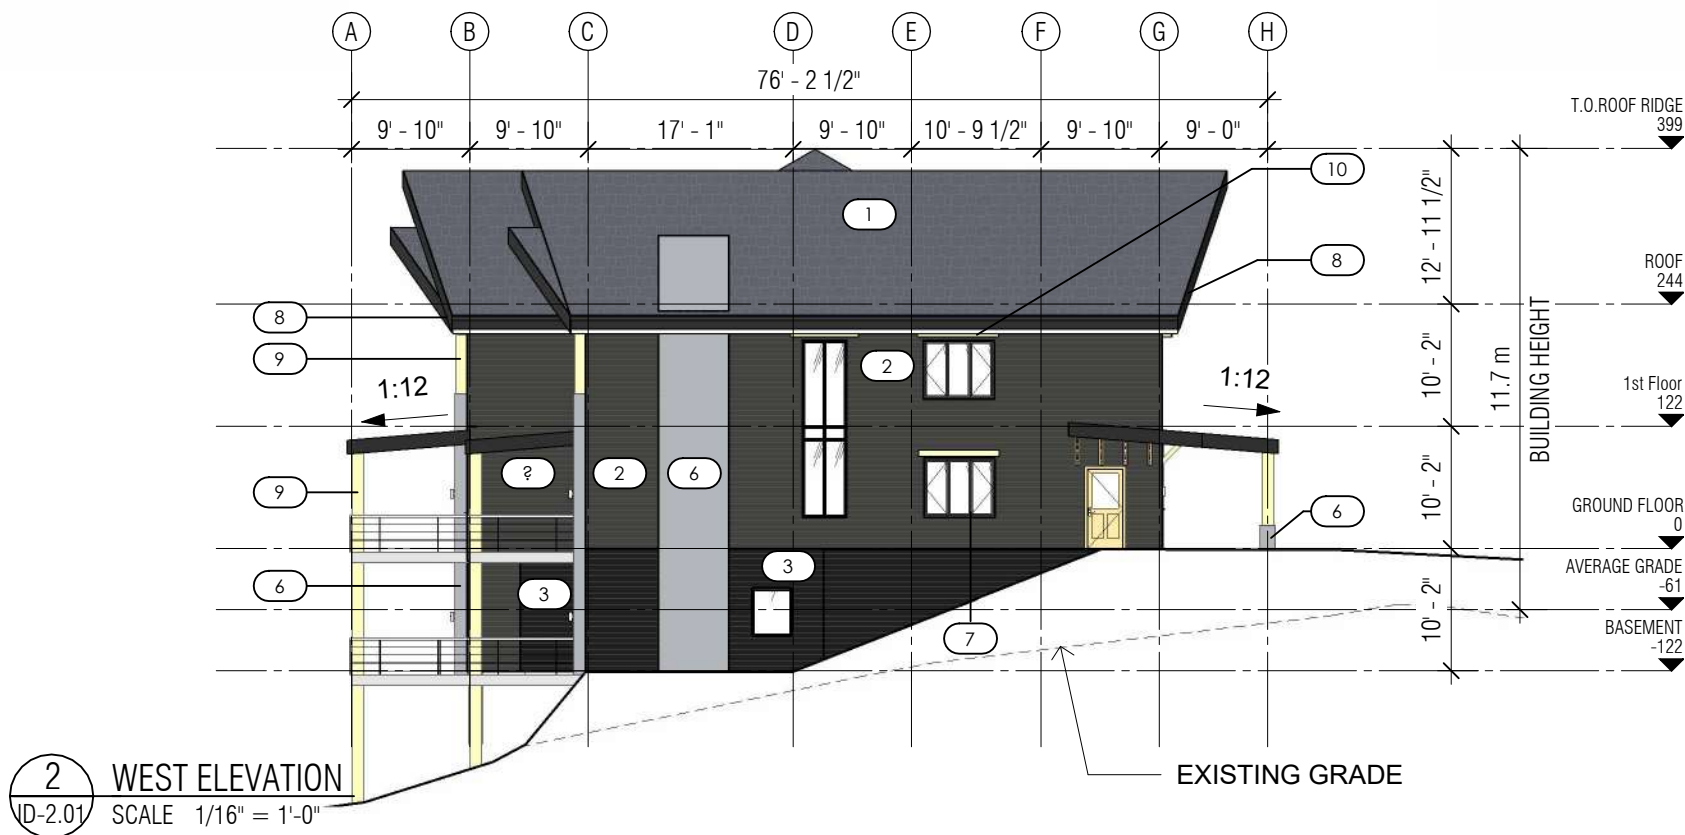 A B C D E F G H
76' - 2 1/2"
9' - 10" 9' - 10" 17' - 1" 9' - 10" 10' - 9 1/2" 9' - 10" 9' - 0"
T.O.ROOF RIDGE
399
10
1
12' - 11 1/2"
8
ROOF
244
8
9
2
10' - 2"
11.7 m
BUILDING HEIGHT
1:12
1:12
1st Floor
122
?
2
6
9
10' - 2"
6
GROUND FLOOR
0
3
AVERAGE GRADE
-61
6
3
10' - 2"
7
BASEMENT
-122
EXISTING GRADE
2
ID-2.01
WEST ELEVATION
SCALE 1/16" = 1'-0"